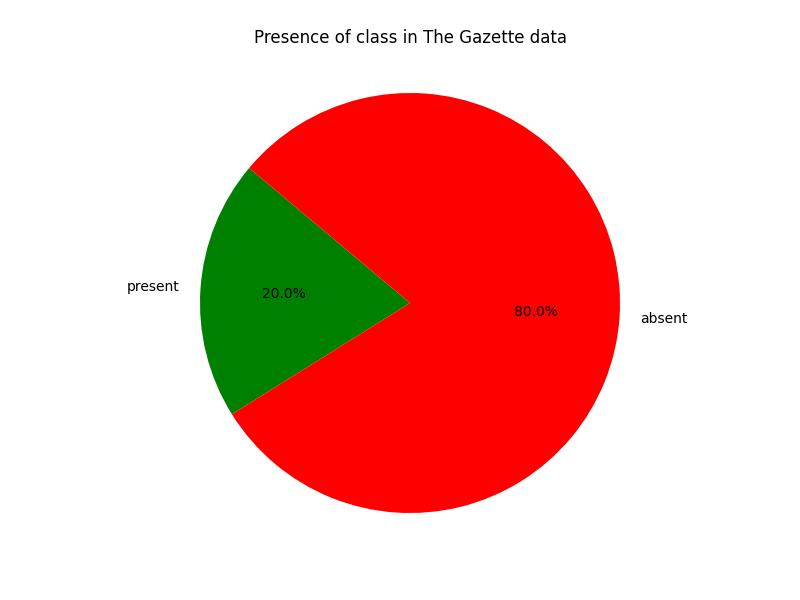 Presence of class in The Gazette data
present
20.0%
80.0%
absent